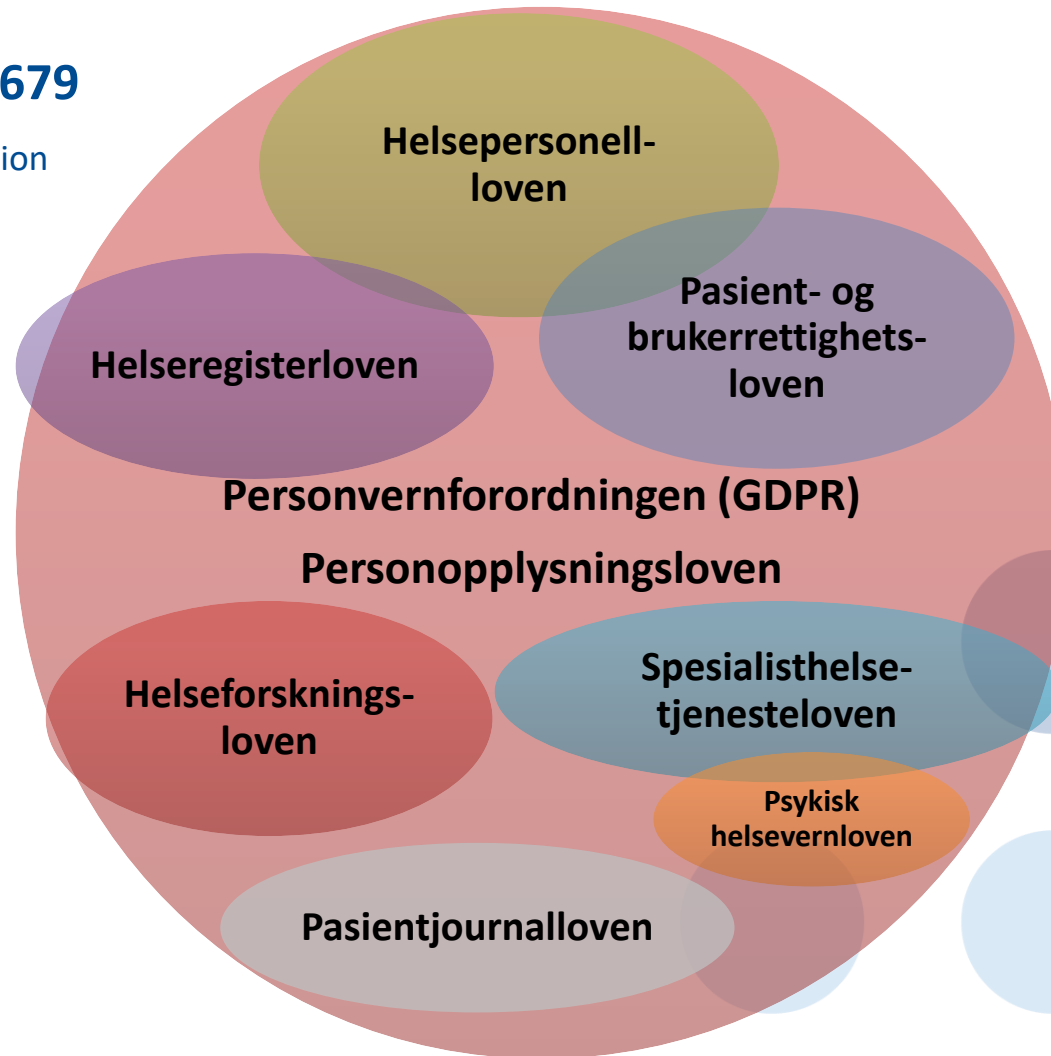 679
ion
Helsepersonell-
loven
Pasient- og
brukerrettighets-
loven
Helseregisterloven
Personvernforordningen (GDPR)
Personopplysningsloven
Helseforsknings-
loven
Spesialisthelse-
tjenesteloven
Psykisk
helsevernloven
Pasientjournalloven